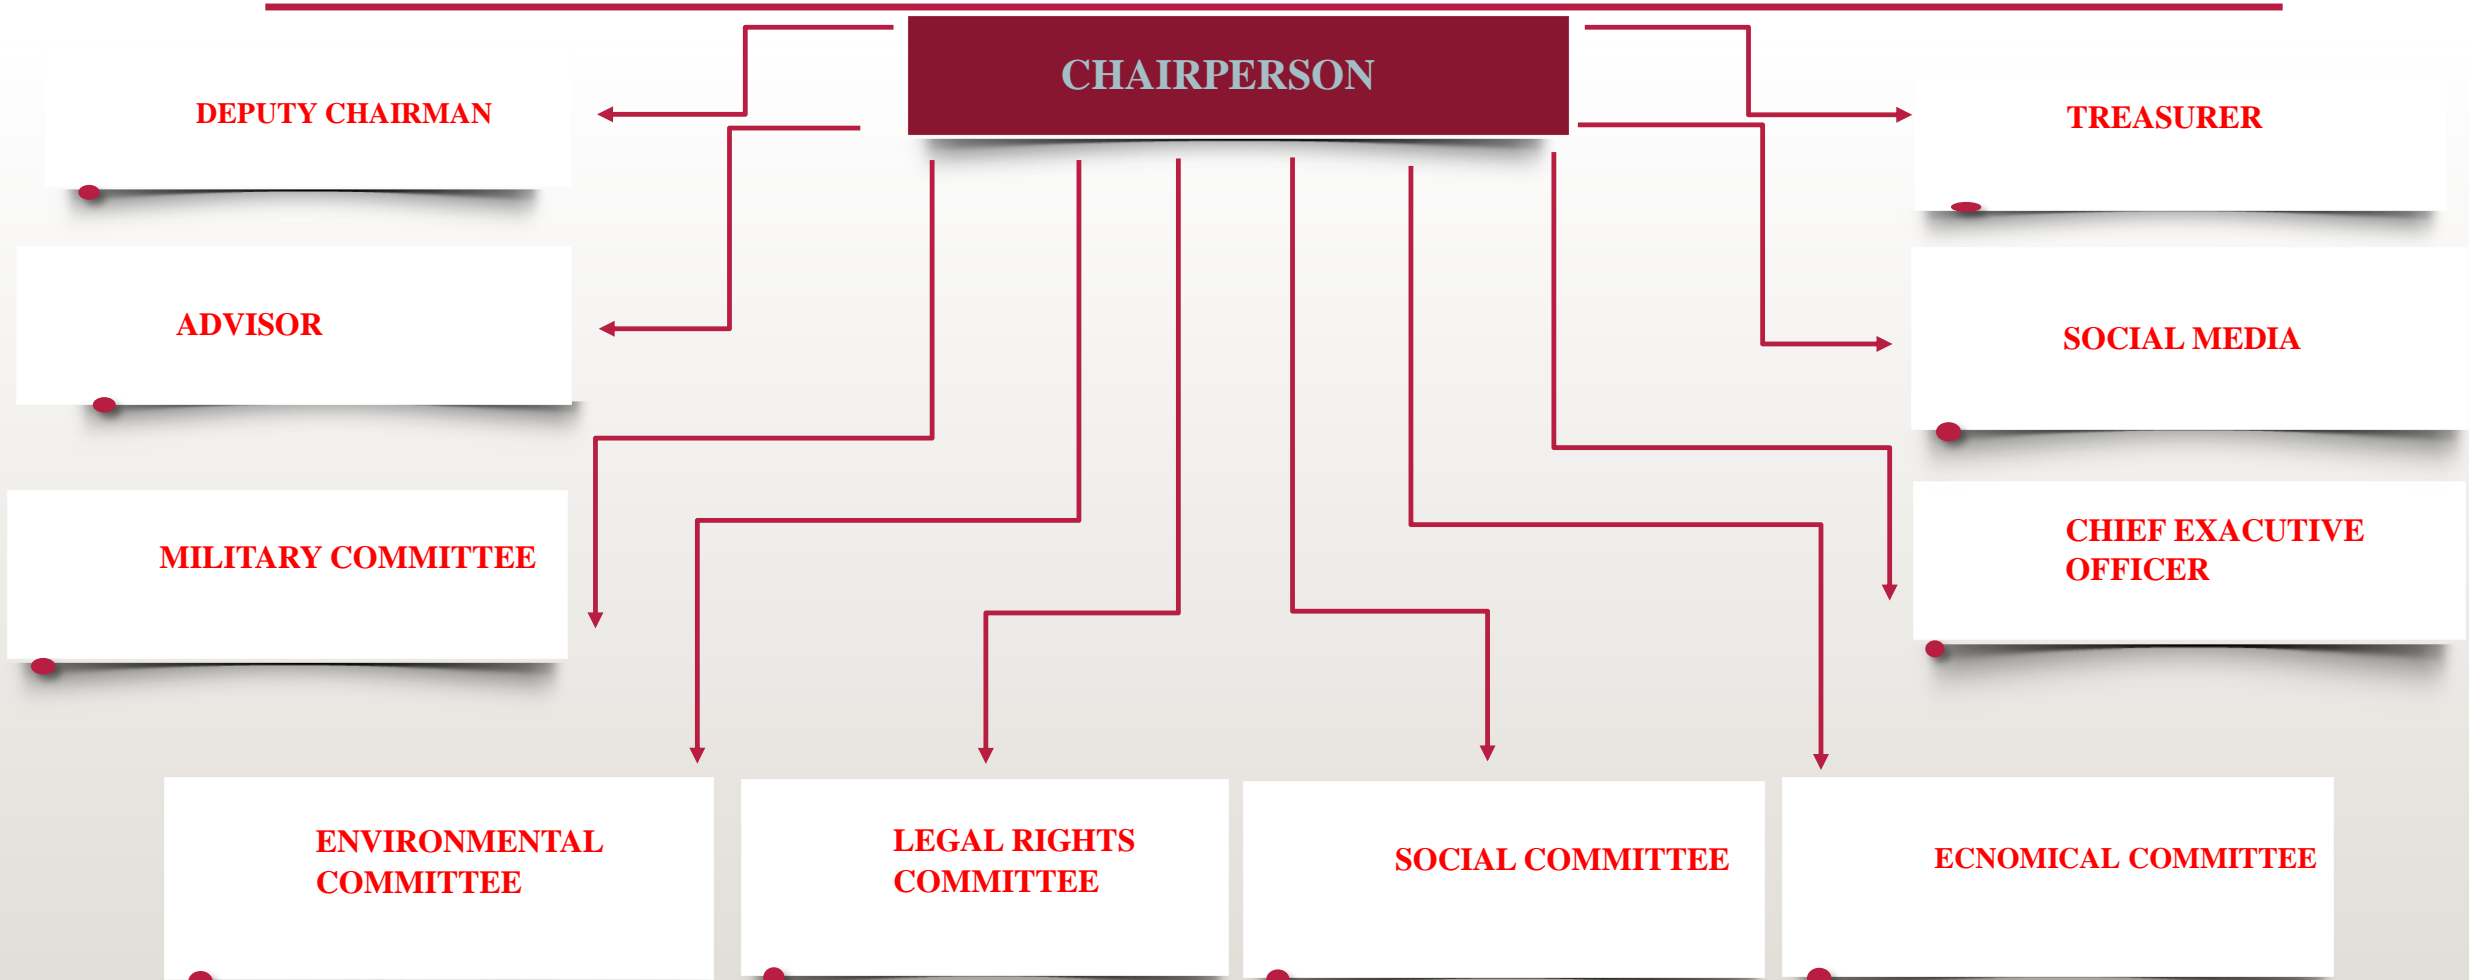 CHAIRPERSON
DEPUTY CHAIRMAN
TREASURER
ADVISOR
SOCIAL MEDIA
MILITARY COMMITTEE
CHIEF EXACUTIVE
OFFICER
ENVIRONMENTAL
COMMITTEE
LEGAL RIGHTS
COMMITTEE
SOCIAL COMMITTEE
ECNOMICAL COMMITTEE